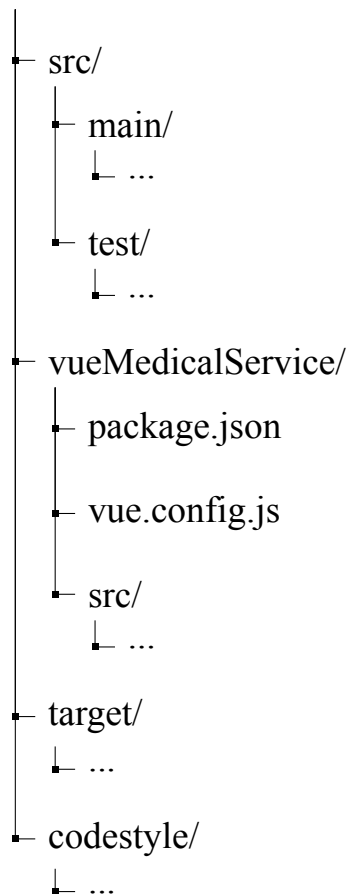 src/
main/
...
test/
...
vueMedicalService/
package.json
vue.config.js
src/
...
target/
...
codestyle/
...